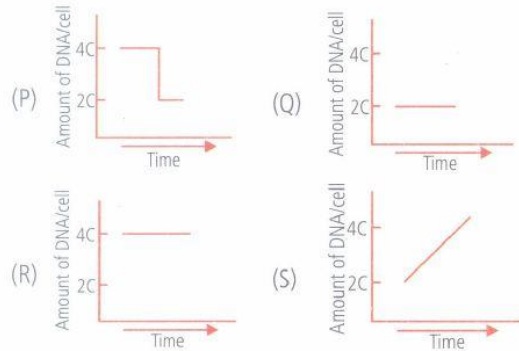 (P)
Amount of DNA/cell
4C
2C
Time
(Q)
Amount of DNA/cell
4C
2C
Time
(R)
Amount of DNA/cell
4C
2C
Time
(S)
Amount of DNA/cell
4C
2C
Time